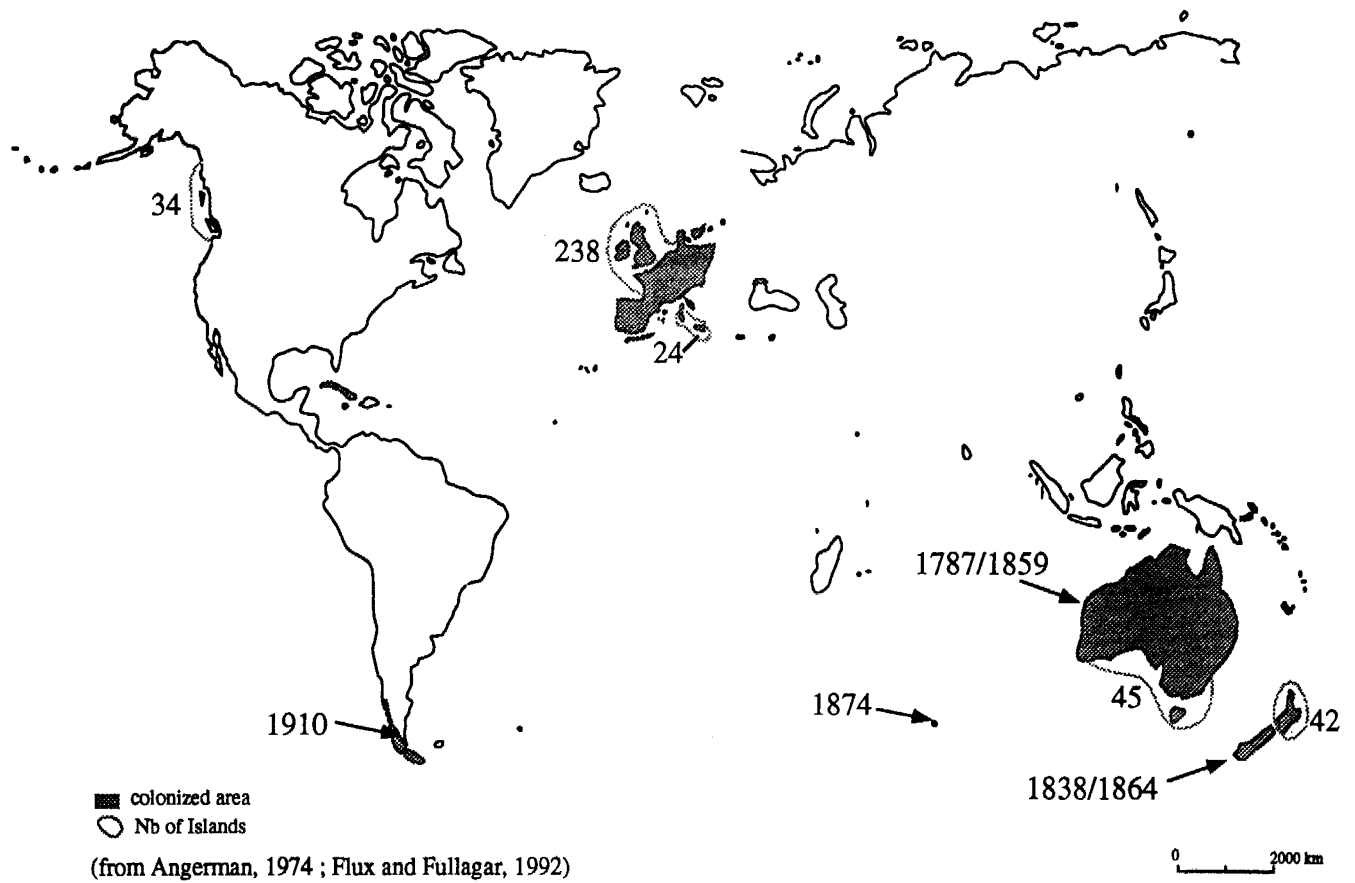 34
238
24
1787/1859
45
1874
42
1910
1838/1864
colonized area
Nb of Islands
(from Angerman, 1974 ; Flux and Fullagar, 1992)
0 2000 km